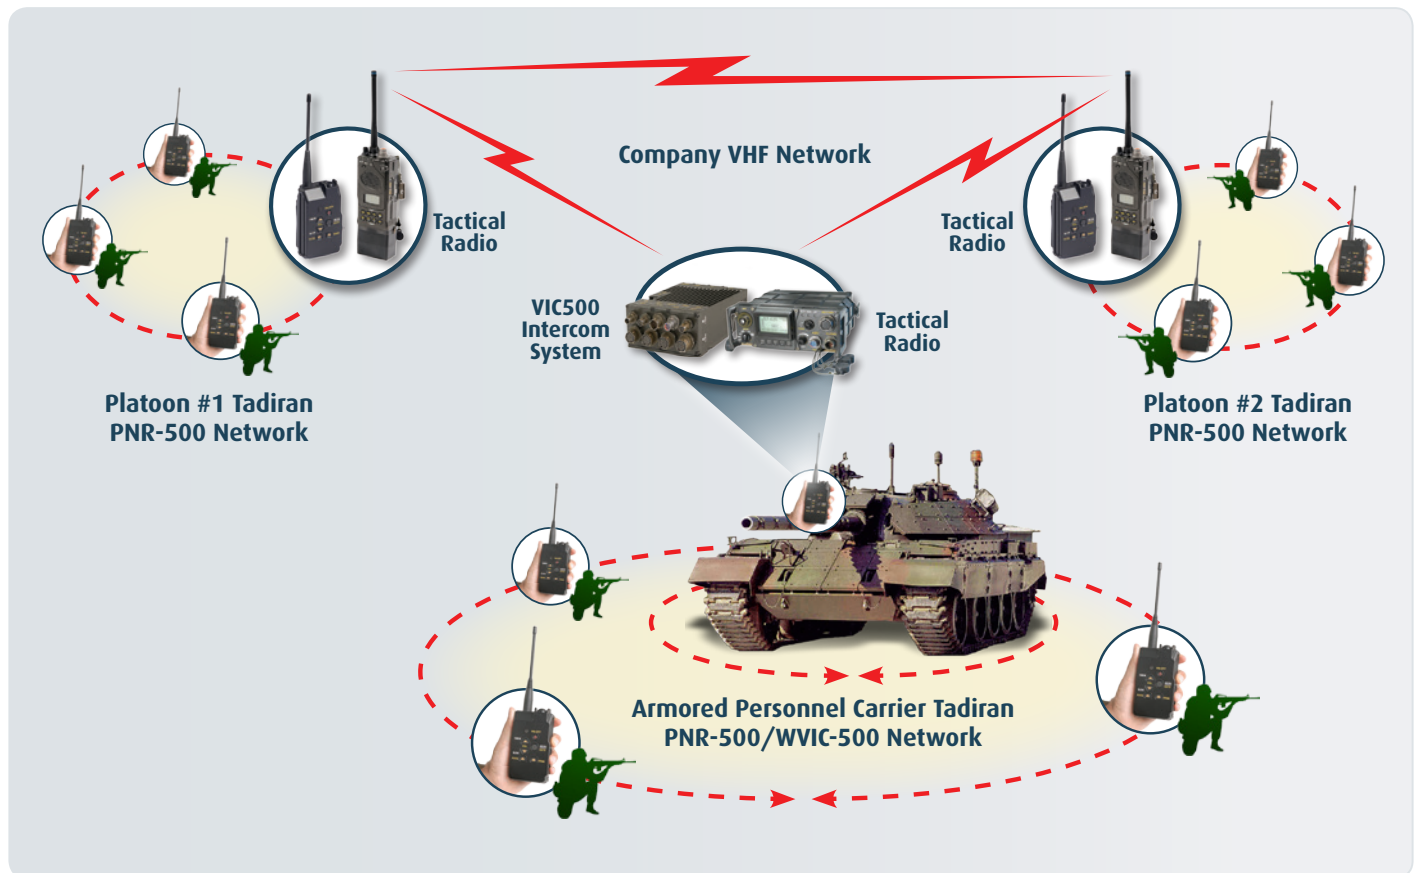 Company VHF Network
Tactical
Radio
Tactical
Radio
VIC500
Intercom
System
Tactical
Radio
Platoon #1 Tadiran
PNR-500 Network
Platoon #2 Tadiran
PNR-500 Network
Armored Personnel Carrier Tadiran
PNR-500/WVIC-500 Network